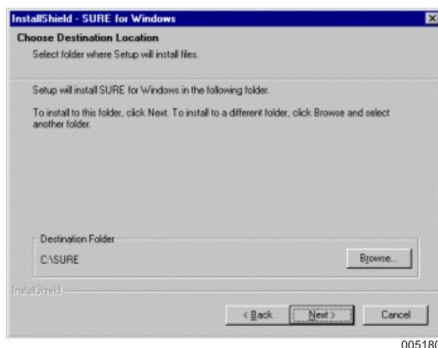 InstallShield - SURE for Windows
Choose Destination Location
Select folder where Setup will install files.
Setup will install SURE for Windows in the following folder.
To install to this folder, click Next. To install to a different folder, click Browse and select
another folder.
Destination Folder
C:\SURE
Browse...
InstallShield
< Back
Next >
Cancel
005180